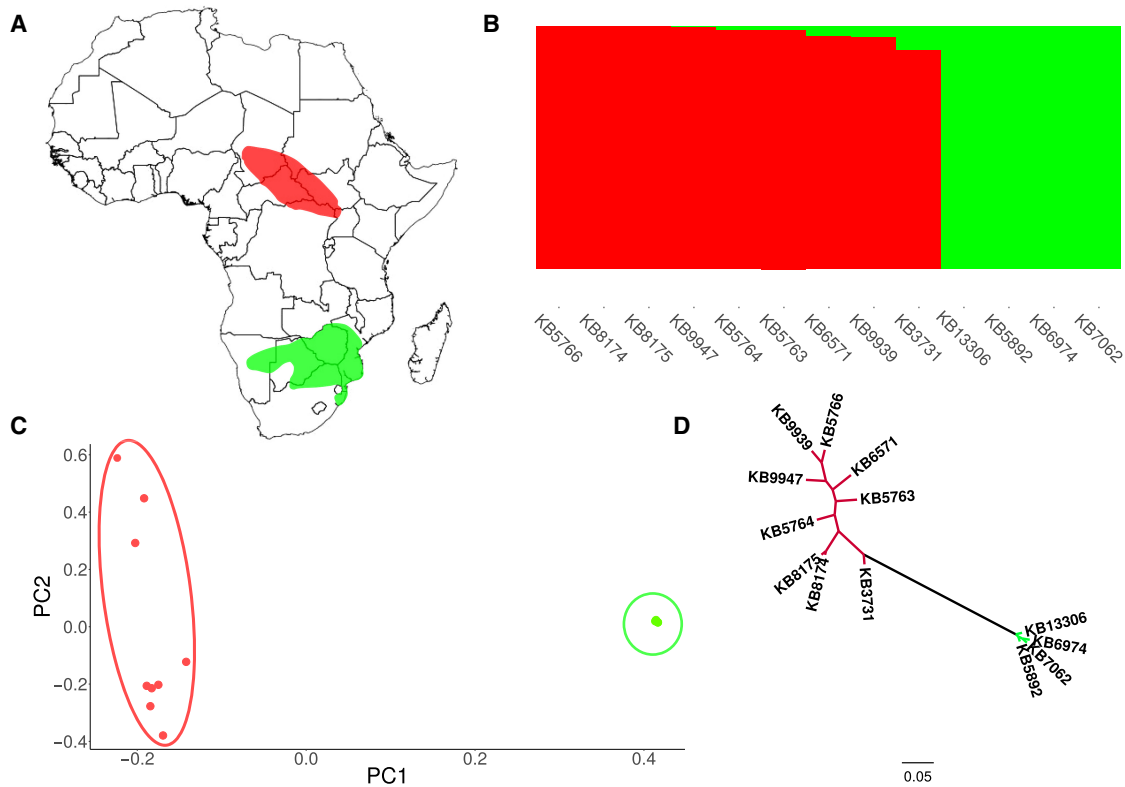 A
B
KB5766
KB8174
KB8175
KB9947
KB5764
KB5763
KB6571
KB9939
KB3731
KB13306
KB5892
KB6974
KB7062
C
0.6
0.4
0.2
0.0
−0.2
−0.4
PC2
−0.2
0.0
0.2
0.4
PC1
D
KB9939
KB5766
KB6571
KB9947
KB5763
KB5764
KB8175
KB8174
KB3731
KB13306
KB6974
KB7062
KB5892
0.05